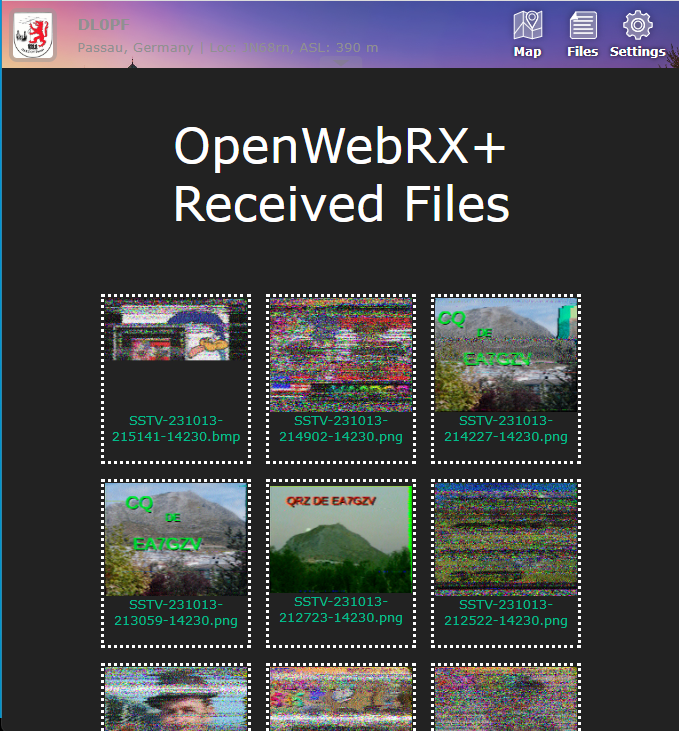 DL0PF
Passau, Germany | Loc: JN68rn, ASL: 390 m
Map
Files
Settings
OpenWebRX+
Received Files
SSTV-231013-
215141-14230.bmp
SSTV-231013-
214902-14230.png
CQ
DE
EA7GZV
SSTV-231013-
214227-14230.png
CQ
DE
EA7GZV
SSTV-231013-
213059-14230.png
QRZ DE EA7GZV
SSTV-231013-
212723-14230.png
SSTV-231013-
212522-14230.png